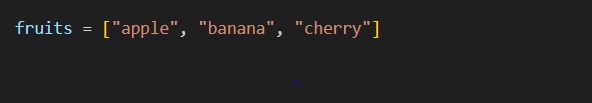 fruits = ["apple", "banana", "cherry"]